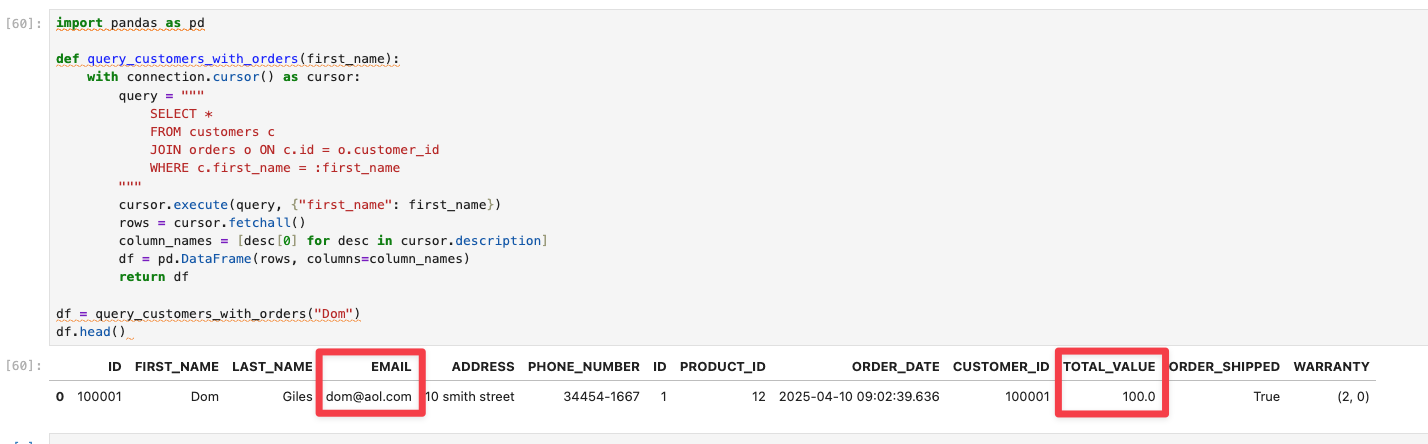 [60]: import pandas as pd
def query_customers_with_orders(first_name):
with connection.cursor() as cursor:
query = """
SELECT *
FROM customers c
JOIN orders o ON c.id = o.customer_id
WHERE c.first_name = :first_name
"""
cursor.execute(query, {"first_name": first_name})
rows = cursor.fetchall()
column_names = [desc[0] for desc in cursor.description]
df = pd.DataFrame(rows, columns=column_names)
return df
df = query_customers_with_orders("Dom")
df.head()
[60]: ID FIRST_NAME LAST_NAME EMAIL ADDRESS PHONE_NUMBER ID PRODUCT_ID ORDER_DATE CUSTOMER_ID TOTAL_VALUE ORDER_SHIPPED WARRANTY
0 100001 Dom Giles dom@aol.com 10 smith street 34454-1667 1 12 2025-04-10 09:02:39.636 100001 100.0 True (2, 0)